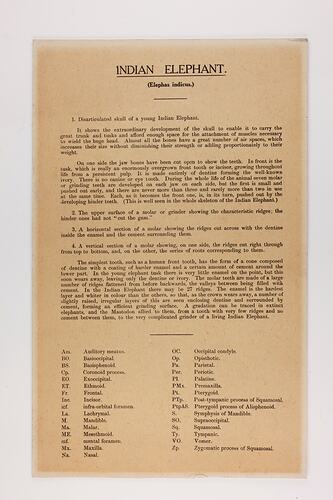 INDIAN ELEPHANT.
(Elephas indicus.)
1. Disarticulated skull of a young Indian Elephant.
It shows the extraordinary development of the skull to enable it to carry the
great trunk and tusks and afford enough space for the attachment of muscles necessary
to wield the huge head. Almost all the bones have a great number of air spaces, which
increases their size without diminishing their strength or adding proportionately to their
weight.
On one side the jaw bones have been cut open to show the teeth. In front is the
tusk, which is really an enormously overgrown front tooth or incisor, growing throughout
life from a persistent pulp. It is made entirely of dentine forming the well-known
ivory. There is no canine or eye tooth. During the whole life of the animal seven molar
or grinding teeth are developed on each jaw on each side, but the first is small and
pushed out early, and there are never more than three and rarely more than two in use
at the same time. Each, as it becomes the front one, is, in its turn, pushed out by the
developing hinder teeth. (This is well seen in the whole skeleton of the Indian Elephant.)
2. The upper surface of a molar or grinder showing the characteristic ridges; the
hinder ones had not "cut the gum."
3. A horizontal section of a molar showing the ridges cut across with the dentine
inside the enamel and the cement surrounding them.
4. A vertical section of a molar showing, on one side, the ridges cut right through
from top to bottom, and, on the other, the series of roots corresponding to them.
The simplest tooth, such as a human front tooth, has the form of a cone composed
of dentine with a coating of harder enamel and a certain amount of cement around the
lower part. In the young elephant tusk there is very little enamel on the point, but this
soon wears away, leaving only the dentine or ivory. The molar teeth are made of a large
number of ridges flattened from before backwards, the valleys between being filled with
cement. In the Indian Elephant there may be 27 ridges. The enamel is the hardest
layer and whiter in colour than the others, so that, as the crown wears away, a number of
slightly raised, irregular layers of this are seen enclosing dentine and surrounded by
cement, forming an efficient grinding surface. A gradation can be traced in extinct
elephants, and the Mastodon allied to them, from a tooth with very few ridges and no
cement between them, to the very complicated grinder of a living Indian Elephant.
Am. Auditory meatus. OC. Occipital condyle.
BO. Basioccipital. Op. Opisthotic.
BS. Basisphenoid. Pa. Parietal.
Cp. Coronoid process. Per. Periotic.
EO. Exoccipital. Pl. Palatine.
ET. Ethmoid. PMx. Premaxilla.
Fr. Frontal. Pt. Pterygoid.
Inc. Incisor. PTp. Post-tympanic process of Squamosal.
iof. infra-orbital foramen. PtpAS. Pterygoid process of Alisphenoid.
La. Lachrymal. S. Symphysis of Mandible.
M Mandible. SO. Supraoccipital.
Ma. Malar. Sq. Squamosal.
ME. Mesethmoid. Ty. Tympanic.
mf. mental foramen. VO. Vomer.
Mx. Maxilla. Zp. Zygomatic process of Squamosal.
Na. Nasal.